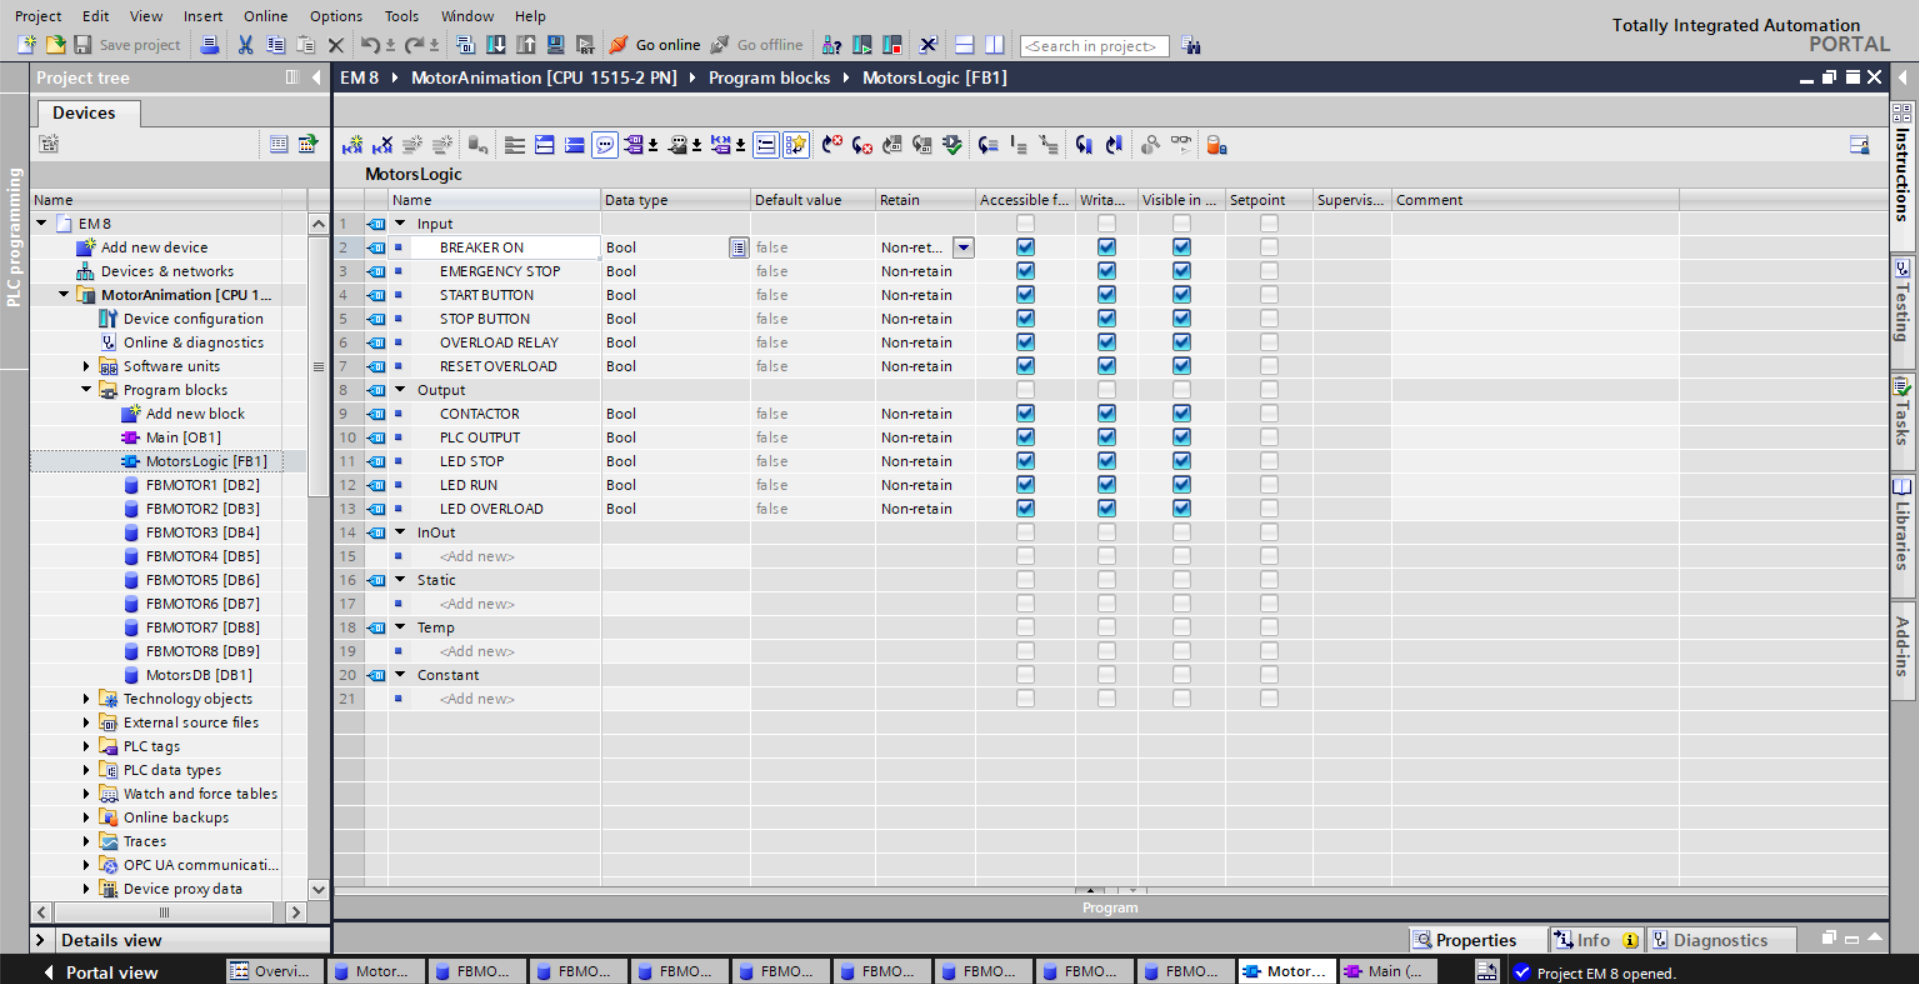 Project Edit View Insert Online Options Tools Window Help
Totally Integrated Automation
PORTAL
Save project Go online Go offline <Search in project>
Project tree
EM 8 MotorAnimation [CPU 1515-2 PN] Program blocks MotorsLogic [FB1]
Devices
PLC programming
Name
EM 8
Add new device
Devices & networks
MotorAnimation [CPU 1...
Device configuration
Online & diagnostics
Software units
Program blocks
Add new block
Main [OB1]
MotorsLogic [FB1]
FBMOTOR1 [DB2]
FBMOTOR2 [DB3]
FBMOTOR3 [DB4]
FBMOTOR4 [DB5]
FBMOTOR5 [DB6]
FBMOTOR6 [DB7]
FBMOTOR7 [DB8]
FBMOTOR8 [DB9]
MotorsDB [DB1]
Technology objects
External source files
PLC tags
PLC data types
Watch and force tables
Online backups
Traces
OPC UA communicati...
Device proxy data
Details view
MotorsLogic
Name Data type Default value Retain Accessible f... Writa... Visible in ... Setpoint Supervis... Comment
1 Input
2 BREAKER ON Bool false Non-ret...
3 EMERGENCY STOP Bool false Non-retain
4 START BUTTON Bool false Non-retain
5 STOP BUTTON Bool false Non-retain
6 OVERLOAD RELAY Bool false Non-retain
7 RESET OVERLOAD Bool false Non-retain
8 Output
9 CONTACTOR Bool false Non-retain
10 PLC OUTPUT Bool false Non-retain
11 LED STOP Bool false Non-retain
12 LED RUN Bool false Non-retain
13 LED OVERLOAD Bool false Non-retain
14 InOut
15 <Add new>
16 Static
17 <Add new>
18 Temp
19 <Add new>
20 Constant
21 <Add new>
Program
Properties Info Diagnostics
Instructions
Testing
Tasks
Libraries
Add-ins
Portal view Overvi... Motor... FBMO... FBMO... FBMO... FBMO... FBMO... FBMO... FBMO... FBMO... Motor... Main (... Project EM 8 opened.